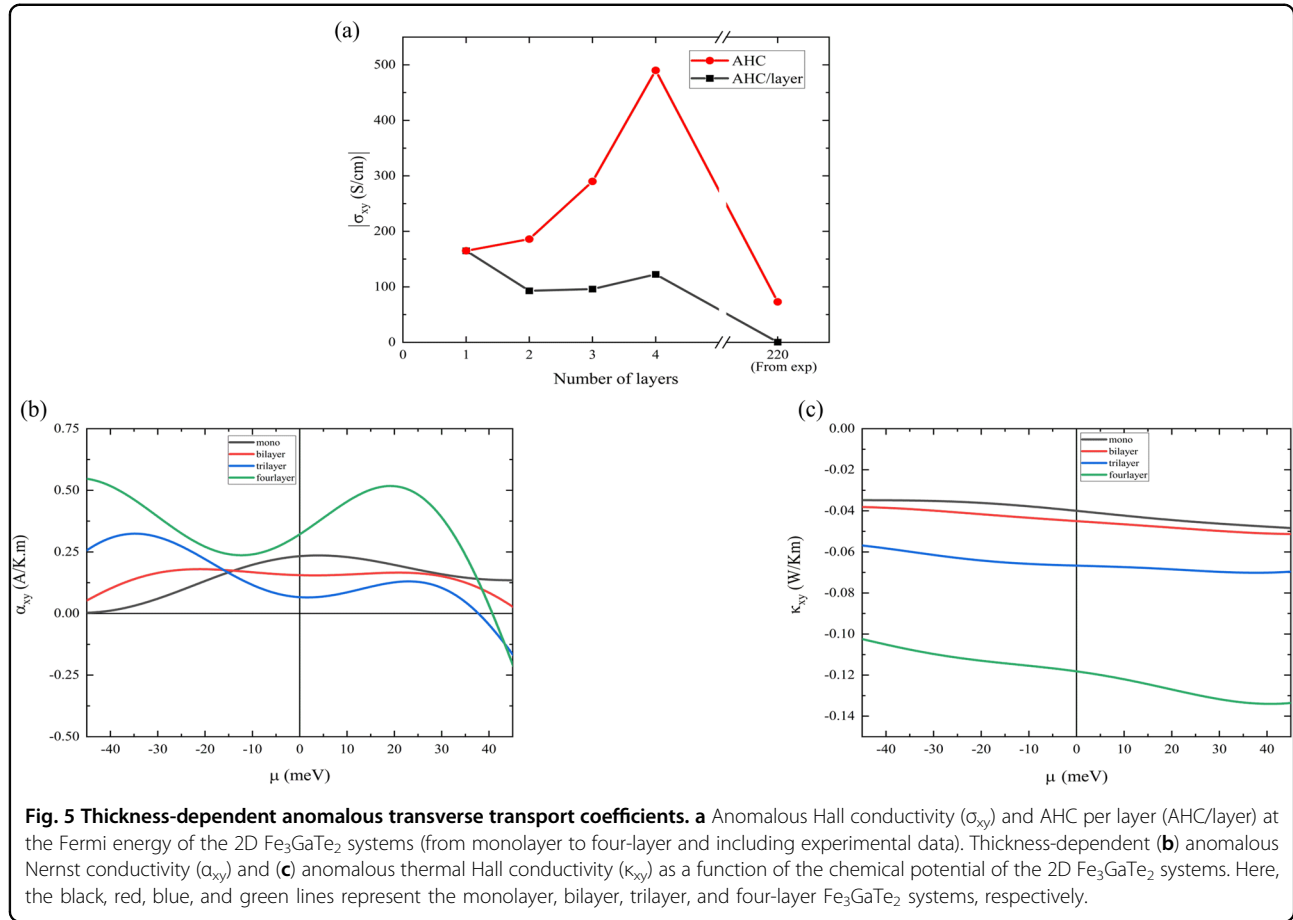 (a)
500
400
300
200
100
0
|σxy (S/cm)|
AHC
AHC/layer
0 1 2 3 4 220
(From exp)
Number of layers
(b)
0.75
0.50
0.25
0.00
-0.25
-0.50
αxy (A/K.m)
mono
bilayer
trilayer
fourlayer
-40 -30 -20 -10 0 10 20 30 40
μ (meV)
(c)
0.00
-0.02
-0.04
-0.06
-0.08
-0.10
-0.12
-0.14
κxy (W/Km)
mono
bilayer
trilayer
fourlayer
-40 -30 -20 -10 0 10 20 30 40
μ (meV)
Fig. 5 Thickness-dependent anomalous transverse transport coefficients. a Anomalous Hall conductivity (σxy) and AHC per layer (AHC/layer) at
the Fermi energy of the 2D Fe₃GaTe₂ systems (from monolayer to four-layer and including experimental data). Thickness-dependent (b) anomalous
Nernst conductivity (αxy) and (c) anomalous thermal Hall conductivity (κxy) as a function of the chemical potential of the 2D Fe₃GaTe₂ systems. Here,
the black, red, blue, and green lines represent the monolayer, bilayer, trilayer, and four-layer Fe₃GaTe₂ systems, respectively.